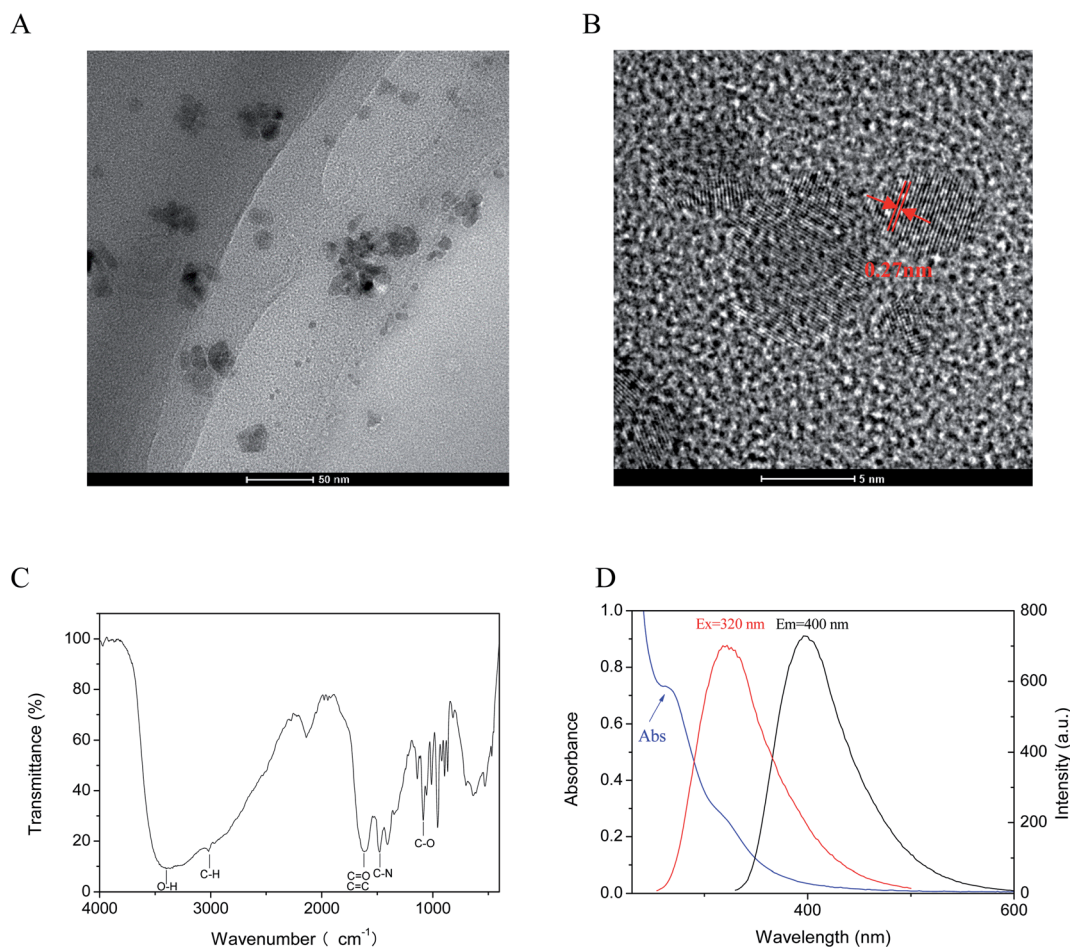 A
B
50 nm
0.27nm
5 nm
C
D
Transmittance (%)
100
80
60
40
20
0
O-H
C-H
C=O
C=C
C-N
C-O
4000
3000
2000
1000
Wavenumber ( cm⁻¹)
Absorbance
1.0
0.8
0.6
0.4
0.2
0.0
Ex=320 nm
Em=400 nm
Abs
800
600
400
200
0
Intensity (a.u.)
400
600
Wavelength (nm)